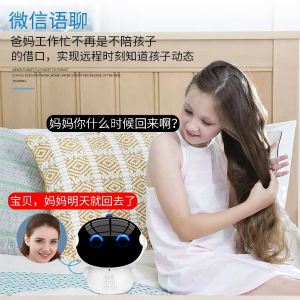 微信语聊
爸妈工作忙不再是不陪孩子
的借口，实现远程时刻知道孩子动态
妈妈你什么时候回来啊?
宝贝，妈妈明天就回去了